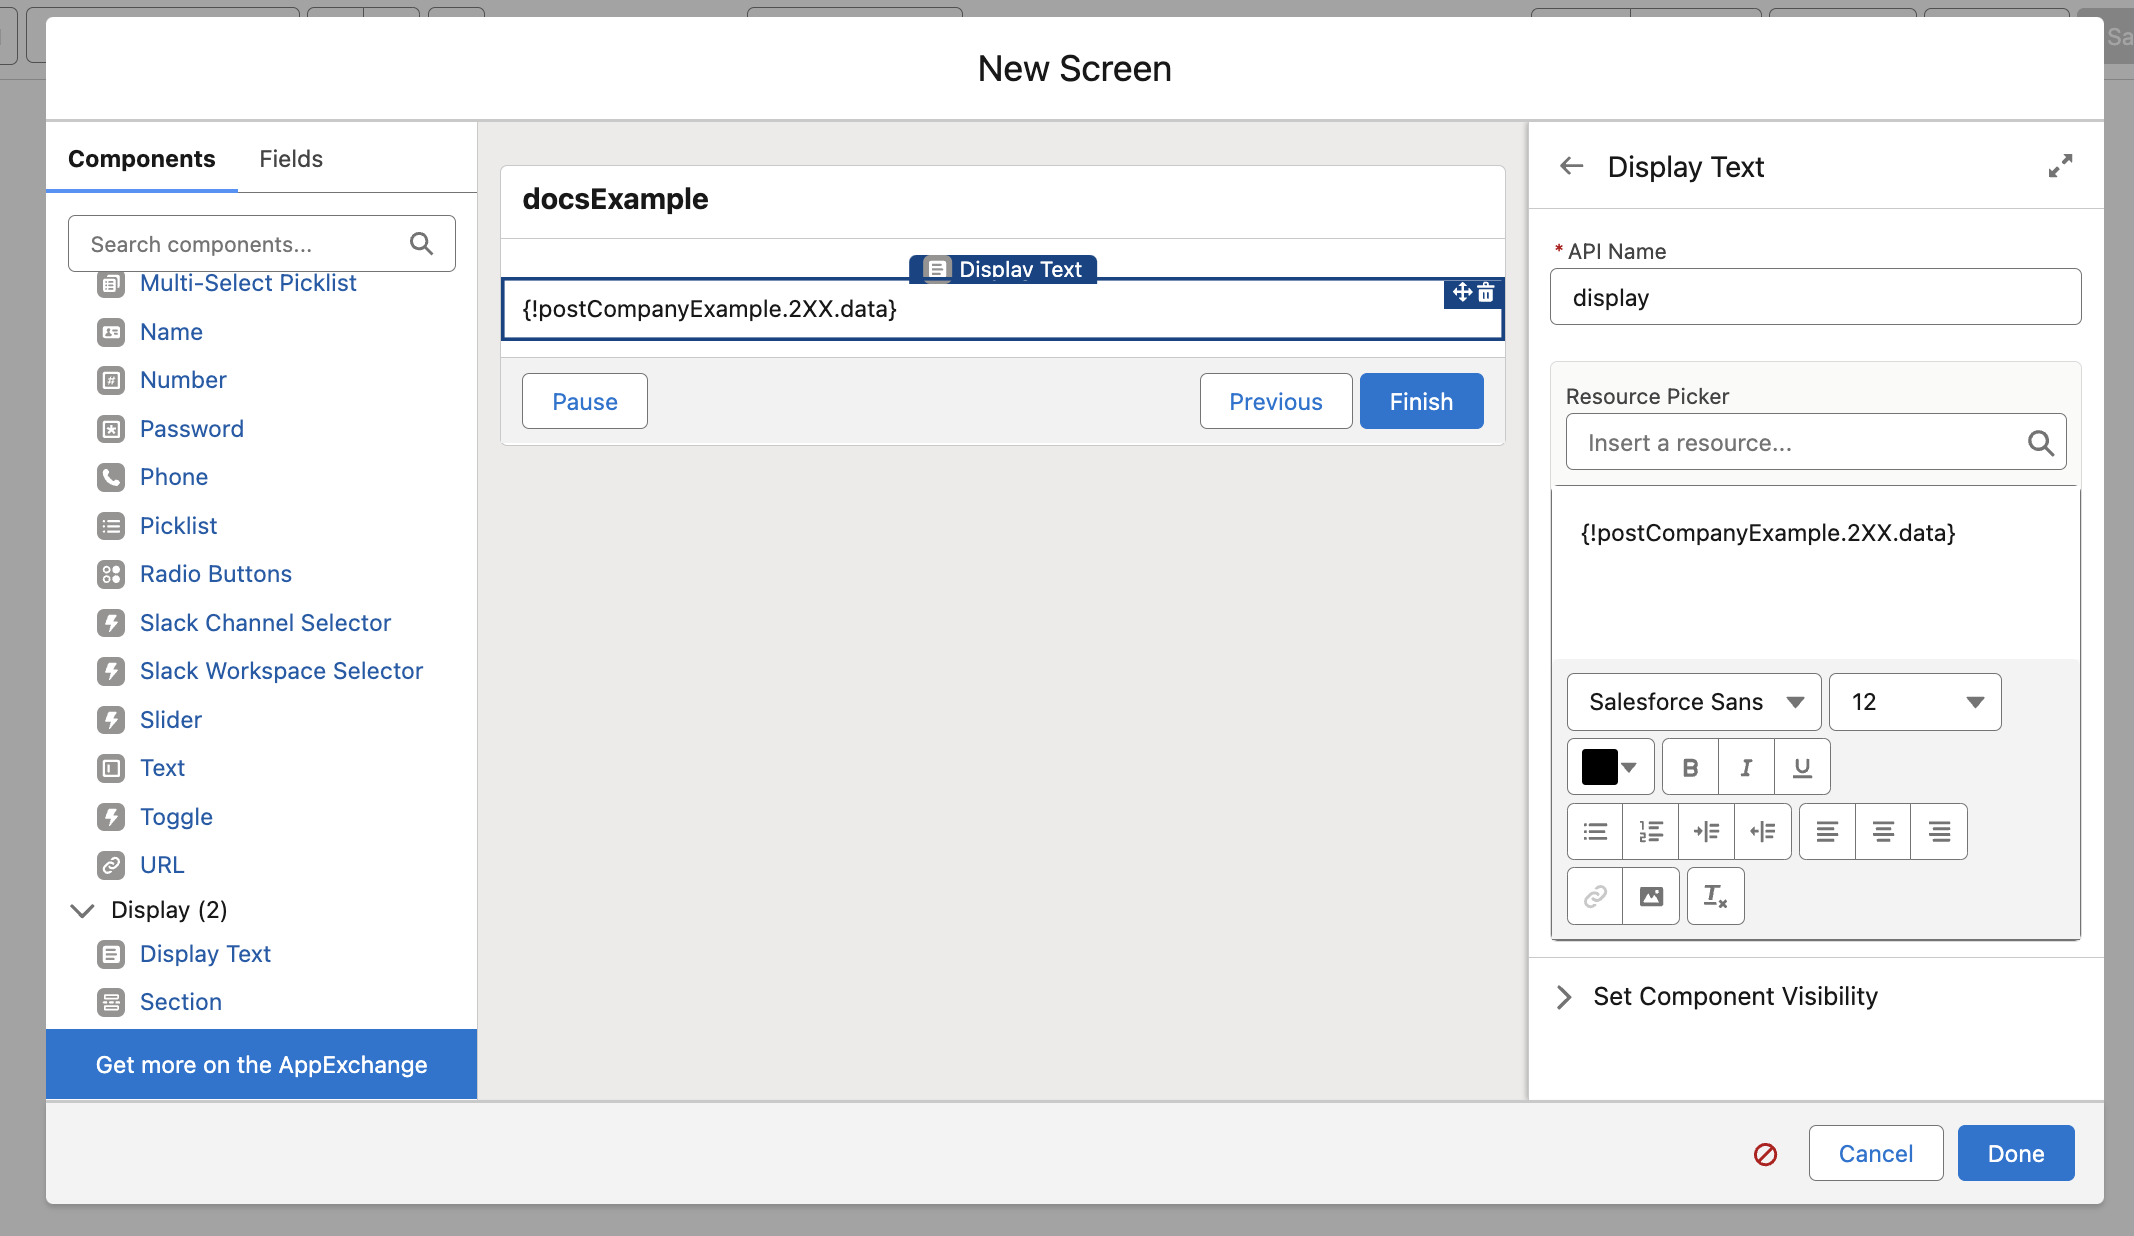 Sa
New Screen
Components
Fields
Search components...
Multi-Select Picklist
Name
Number
Password
Phone
Picklist
Radio Buttons
Slack Channel Selector
Slack Workspace Selector
Slider
Text
Toggle
URL
Display (2)
Display Text
Section
Get more on the AppExchange
docsExample
Display Text
{!postCompanyExample.2XX.data}
Pause
Previous
Finish
Display Text
* API Name
display
Resource Picker
Insert a resource...
{!postCompanyExample.2XX.data}
Salesforce Sans
12
B I U
Set Component Visibility
Cancel
Done